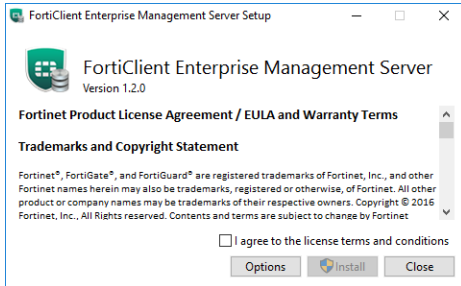 FortiClient Enterprise Management Server Setup
FortiClient Enterprise Management Server
Version 1.2.0
Fortinet Product License Agreement / EULA and Warranty Terms
Trademarks and Copyright Statement
Fortinet®, FortiGate®, and FortiGuard® are registered trademarks of Fortinet, Inc., and other
Fortinet names herein may also be trademarks, registered or otherwise, of Fortinet. All other
product or company names may be trademarks of their respective owners. Copyright © 2016
Fortinet, Inc., All Rights reserved. Contents and terms are subject to change by Fortinet
I agree to the license terms and conditions
Options Install Close